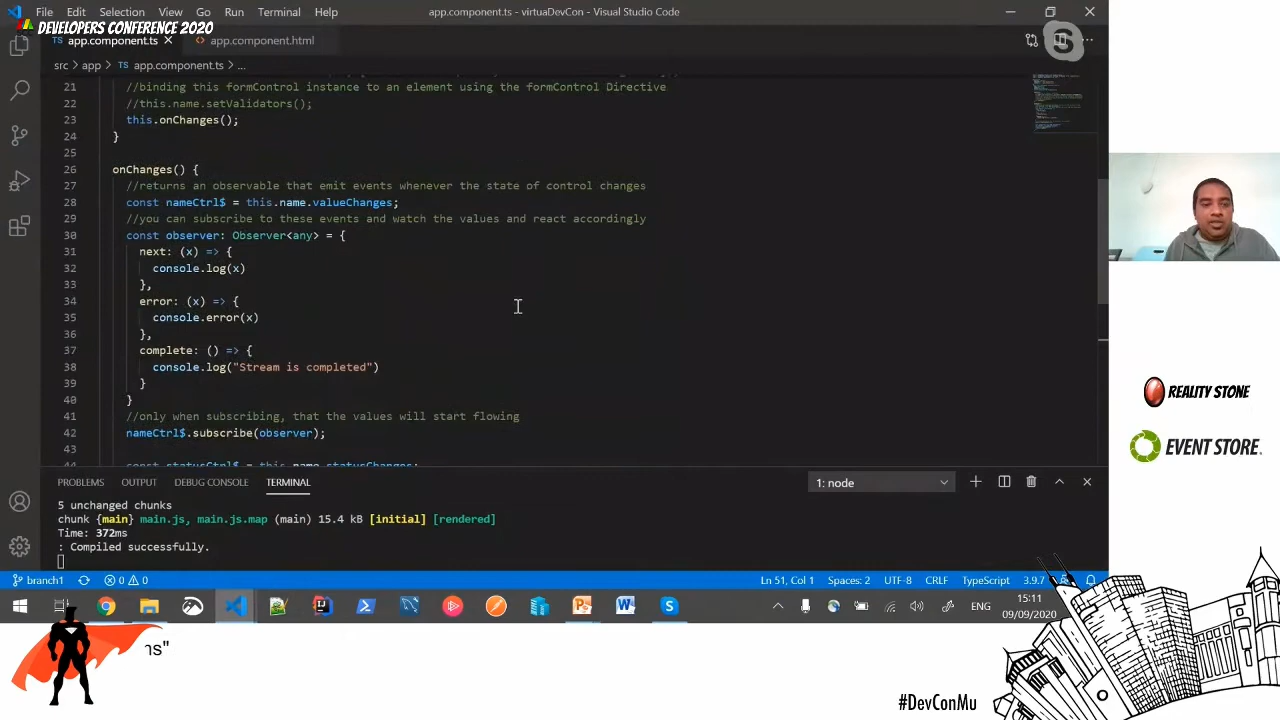 File Edit Selection View Go Run Terminal Help
app.component.ts - virtuaDevCon - Visual Studio Code
DEVELOPERS CONFERENCE 2020
TS app.component.ts
<> app.component.html
src > app > TS app.component.ts > ...
21 //binding this formControl instance to an element using the formControl Directive
22 //this.name.setValidators();
23 this.onChanges();
24 }
25
26 onChanges() {
27 //returns an observable that emit events whenever the state of control changes
28 const nameCtrl$ = this.name.valueChanges;
29 //you can subscribe to these events and watch the values and react accordingly
30 const observer: Observer<any> = {
31 next: (x) => {
32 console.log(x)
33 },
34 error: (x) => {
35 console.error(x)
36 },
37 complete: () => {
38 console.log("Stream is completed")
39 }
40 }
41 //only when subscribing, that the values will start flowing
42 nameCtrl$.subscribe(observer);
43
44 const statusCtrl$ = this.name.statusChanges;
PROBLEMS OUTPUT DEBUG CONSOLE TERMINAL
1: node
5 unchanged chunks
chunk {main} main.js, main.js.map (main) 15.4 kB [initial] [rendered]
Time: 372ms
: Compiled successfully.
branch1 0 0
Ln 51, Col 1 Spaces: 2 UTF-8 CRLF TypeScript 3.9.7
ENG
15:11
09/09/2020
REALITY STONE
EVENT STORE.
ns"
#DevConMu